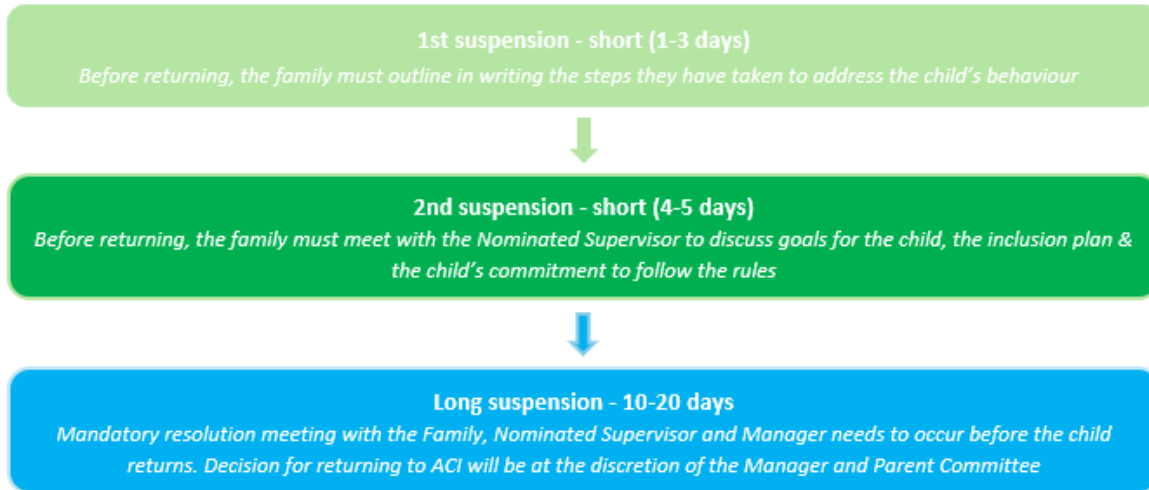 1st suspension - short (1-3 days)
Before returning, the family must outline in writing the steps they have taken to address the child’s behaviour
2nd suspension - short (4-5 days)
Before returning, the family must meet with the Nominated Supervisor to discuss goals for the child, the inclusion plan &
the child’s commitment to follow the rules
Long suspension - 10-20 days
Mandatory resolution meeting with the Family, Nominated Supervisor and Manager needs to occur before the child
returns. Decision for returning to ACI will be at the discretion of the Manager and Parent Committee